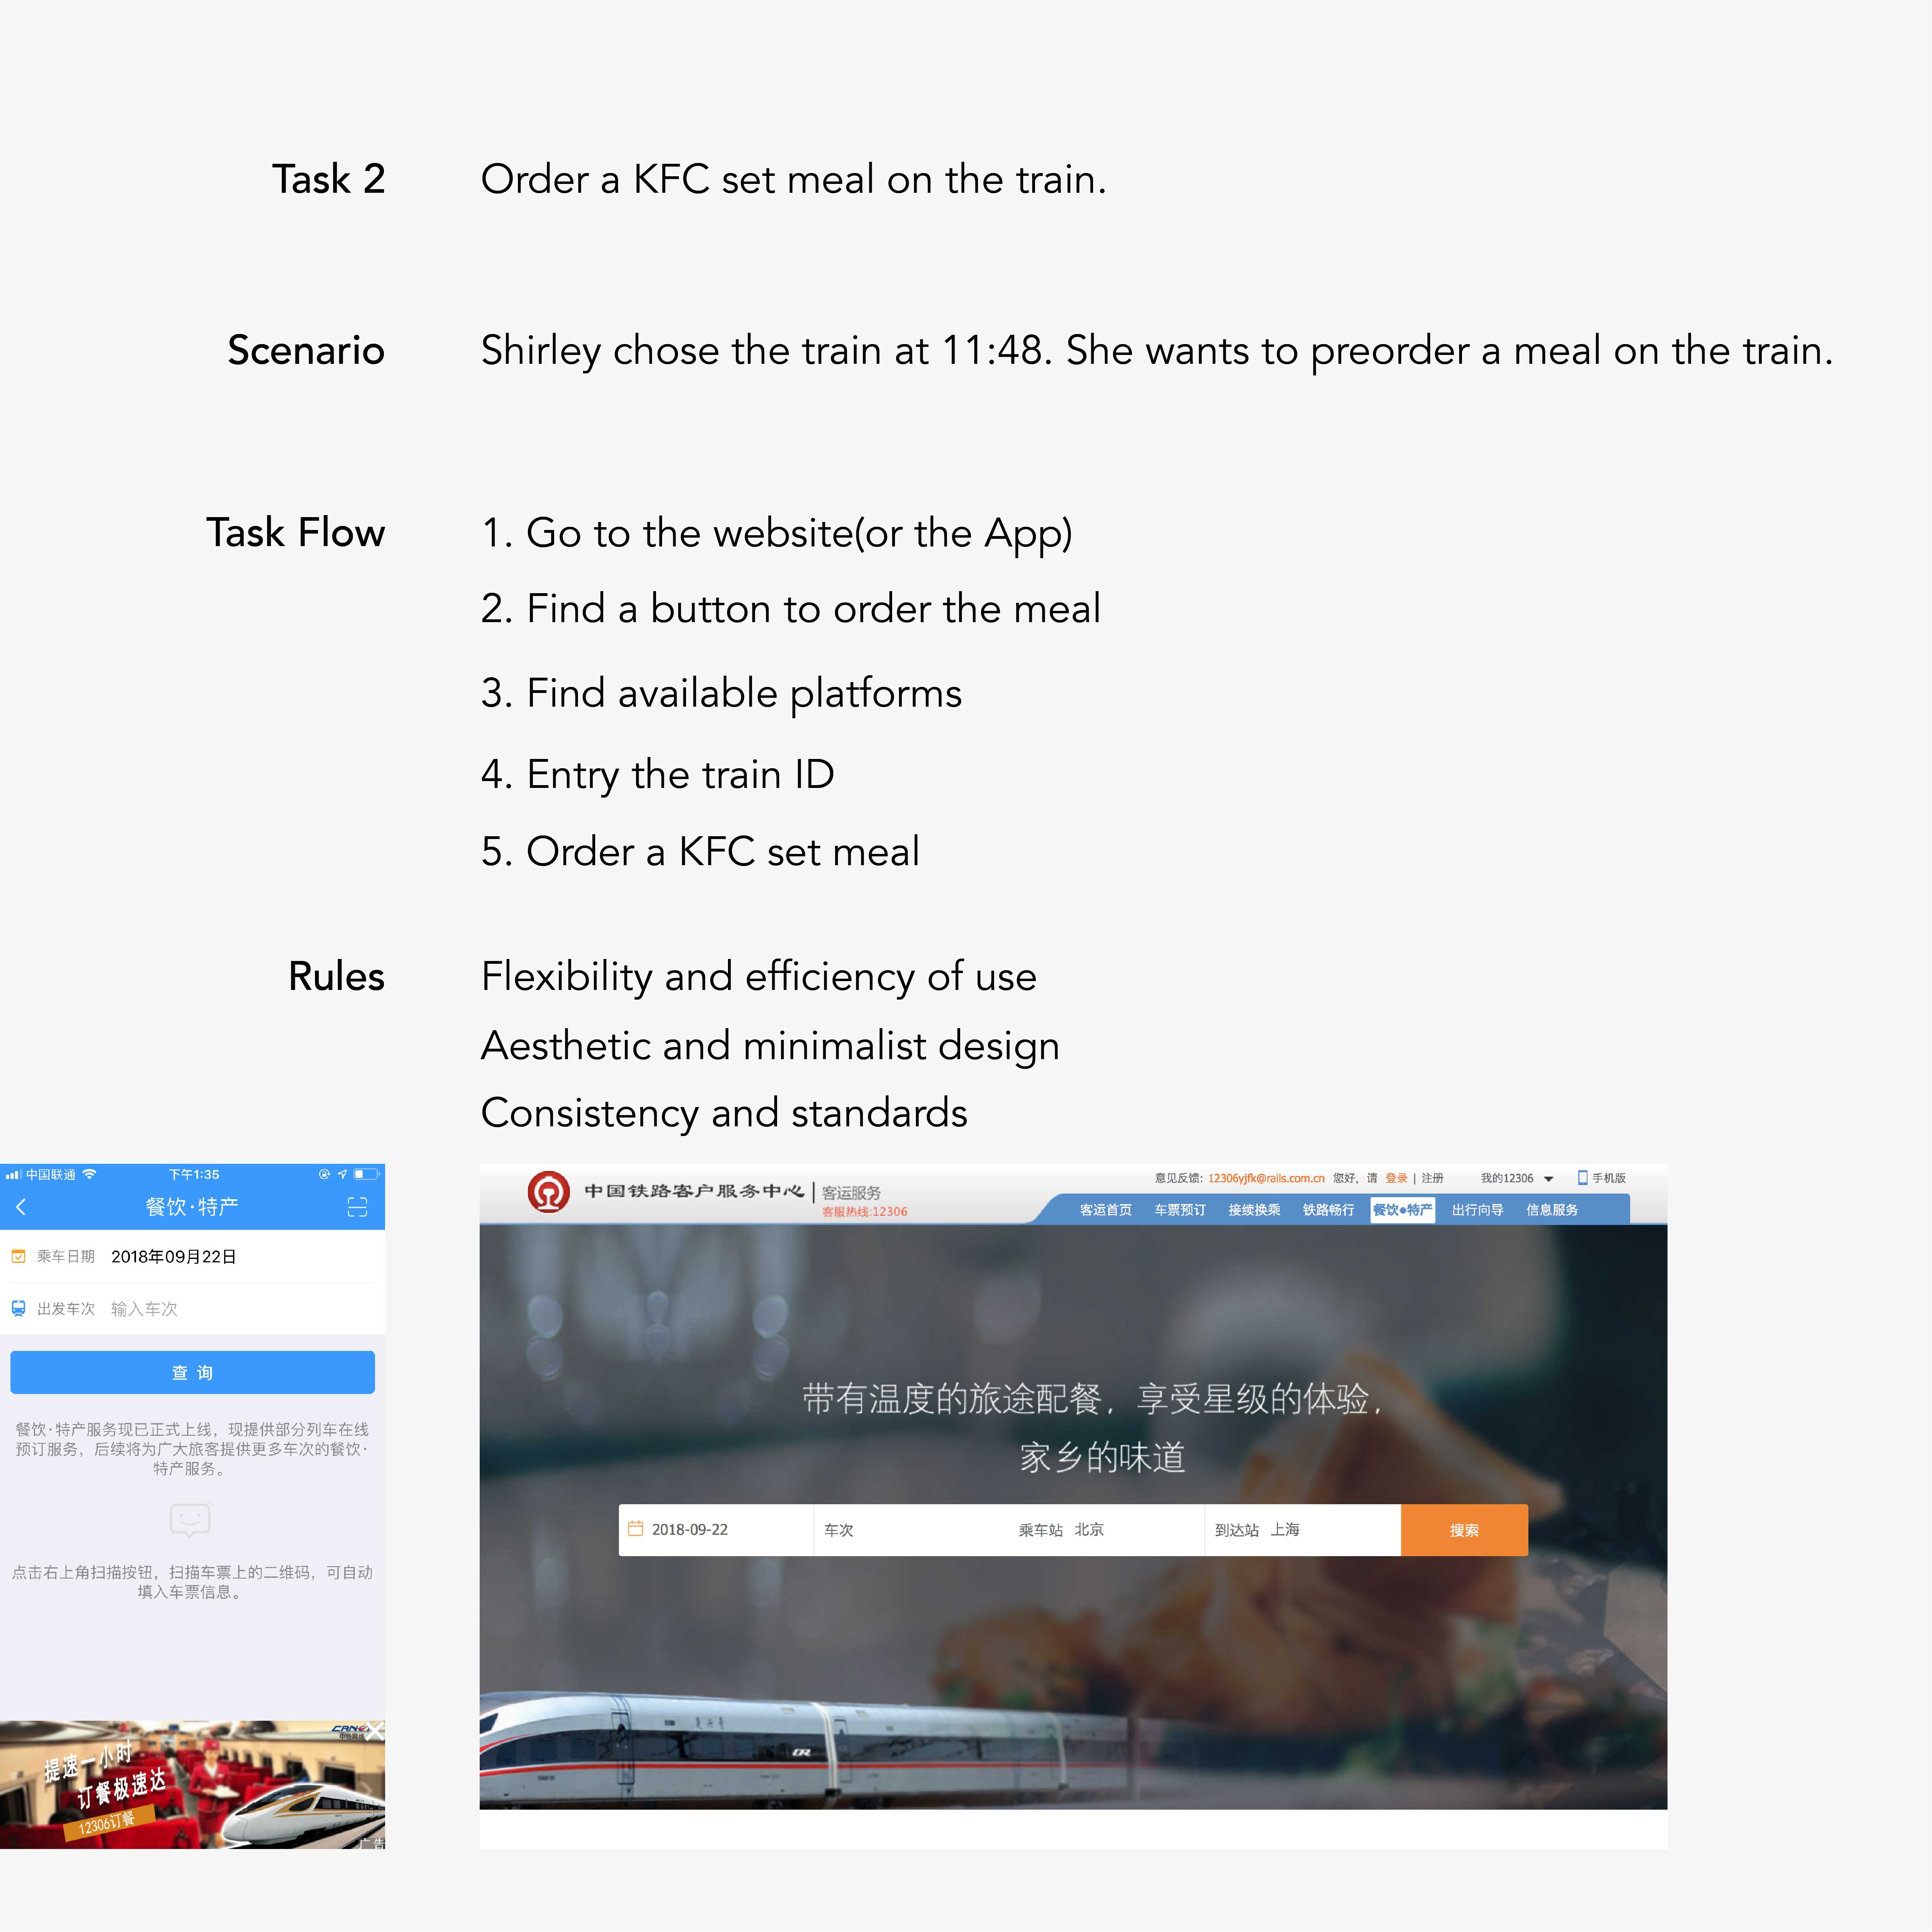 Task 2
Order a KFC set meal on the train.
Scenario
Shirley chose the train at 11:48. She wants to preorder a meal on the train.
Task Flow
1. Go to the website(or the App)
2. Find a button to order the meal
3. Find available platforms
4. Entry the train ID
5. Order a KFC set meal
Rules
Flexibility and efficiency of use
Aesthetic and minimalist design
Consistency and standards
中国联通 下午1:35
餐饮·特产
乘车日期 2018年09月22日
出发车次 输入车次
查 询
餐饮·特产服务现已正式上线，现提供部分列车在线
预订服务，后续将为广大旅客提供更多车次的餐饮·
特产服务。
点击右上角扫描按钮，扫描车票上的二维码，可自动
填入车票信息。
提速一小时
订餐极速达
12306订餐
广告
中国铁路客户服务中心 | 客运服务
客服热线:12306
意见反馈: 12306yjfk@rails.com.cn 您好，请 登录 | 注册 我的12306 手机版
客运首页 车票预订 接续换乘 铁路畅行 餐饮●特产 出行向导 信息服务
带有温度的旅途配餐，享受星级的体验，
家乡的味道
2018-09-22 车次 乘车站 北京 到达站 上海 搜索
CR